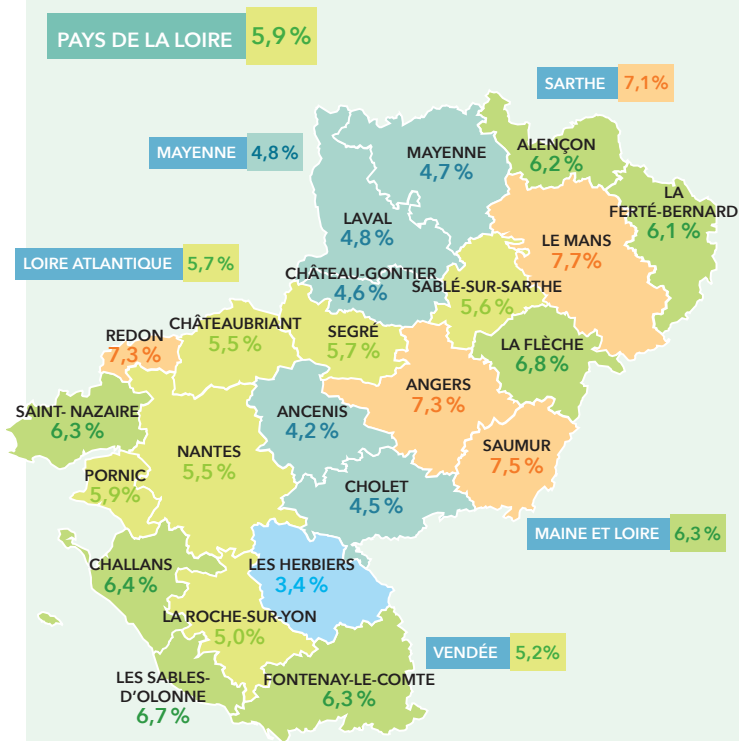 PAYS DE LA LOIRE 5,9 %
SARTHE 7,1%
MAYENNE 4,8 %
MAYENNE
4,7 %
ALENÇON
6,2 %
LA
FERTÉ-BERNARD
6,1 %
LAVAL
4,8 %
LE MANS
7,7%
LOIRE ATLANTIQUE 5,7 %
CHÂTEAU-GONTIER
4,6 %
SABLÉ-SUR-SARTHE
5,6 %
REDON
7,3 %
CHÂTEAUBRIANT
5,5 %
SEGRÉ
5,7 %
LA FLÈCHE
6,8 %
SAINT- NAZAIRE
6,3 %
ANCENIS
4,2 %
ANGERS
7,3 %
NANTES
5,5 %
SAUMUR
7,5 %
PORNIC
5,9%
CHOLET
4,5 %
MAINE ET LOIRE 6,3 %
CHALLANS
6,4 %
LES HERBIERS
3,4 %
LA ROCHE-SUR-YON
5,0%
VENDÉE 5,2%
LES SABLES-
D'OLONNE
6,7 %
FONTENAY-LE-COMTE
6,3 %